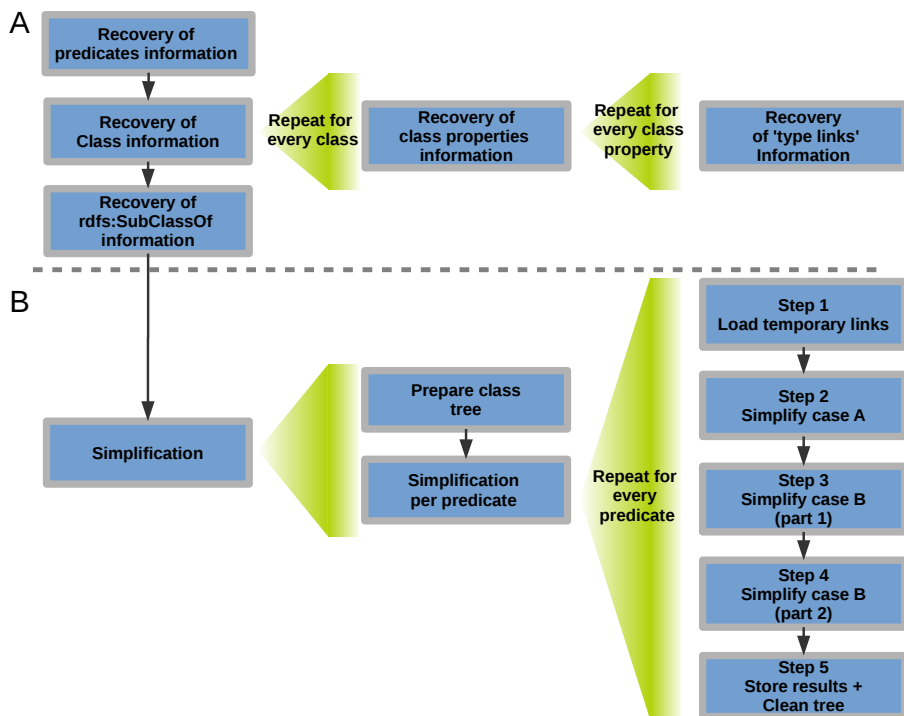 A
Recovery of
predicates information
Recovery of
Class information
Repeat for
every class
Recovery of
class properties
information
Repeat for
every class
property
Recovery
of 'type links'
Information
Recovery of
rdfs:SubClassOf
information
B
Simplification
Prepare class
tree
Simplification
per predicate
Repeat for
every
predicate
Step 1
Load temporary links
Step 2
Simplify case A
Step 3
Simplify case B
(part 1)
Step 4
Simplify case B
(part 2)
Step 5
Store results +
Clean tree